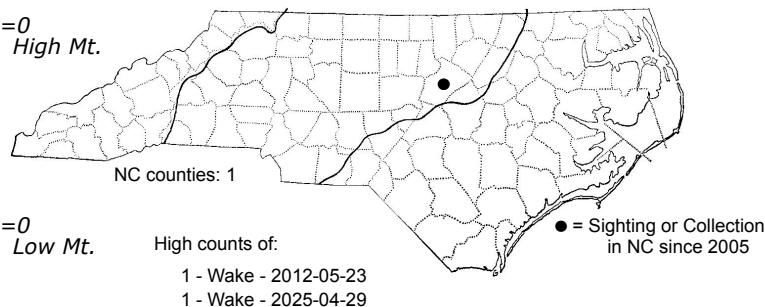 =0
High Mt.
NC counties: 1
=0
Low Mt.
High counts of:
1 - Wake - 2012-05-23
1 - Wake - 2025-04-29
● = Sighting or Collection
in NC since 2005